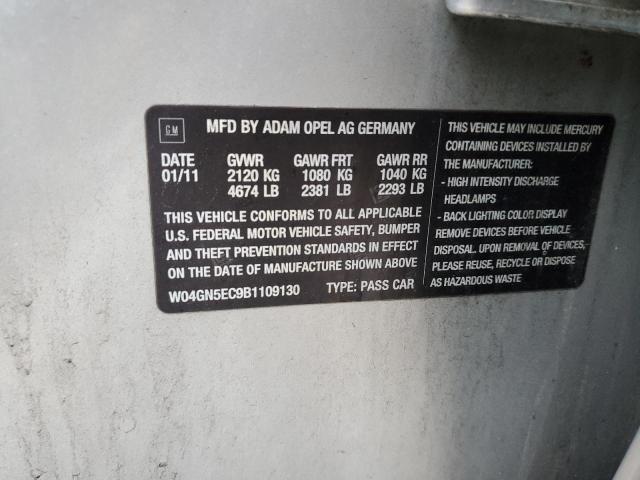 GM
MFD BY ADAM OPEL AG GERMANY
DATE GVWR GAWR FRT GAWR RR
01/11 2120 KG 1080 KG 1040 KG
4674 LB 2381 LB 2293 LB
THIS VEHICLE CONFORMS TO ALL APPLICABLE
U.S. FEDERAL MOTOR VEHICLE SAFETY, BUMPER
AND THEFT PREVENTION STANDARDS IN EFFECT
ON THE DATE OF MANUFACTURE SHOWN ABOVE
W04GN5EC9B1109130 TYPE: PASS CAR
THIS VEHICLE MAY INCLUDE MERCURY
CONTAINING DEVICES INSTALLED BY
THE MANUFACTURER:
- HIGH INTENSITY DISCHARGE
HEADLAMPS
- BACK LIGHTING COLOR DISPLAY
REMOVE DEVICES BEFORE VEHICLE
DISPOSAL. UPON REMOVAL OF DEVICES,
PLEASE REUSE, RECYCLE OR DISPOSE
AS HAZARDOUS WASTE